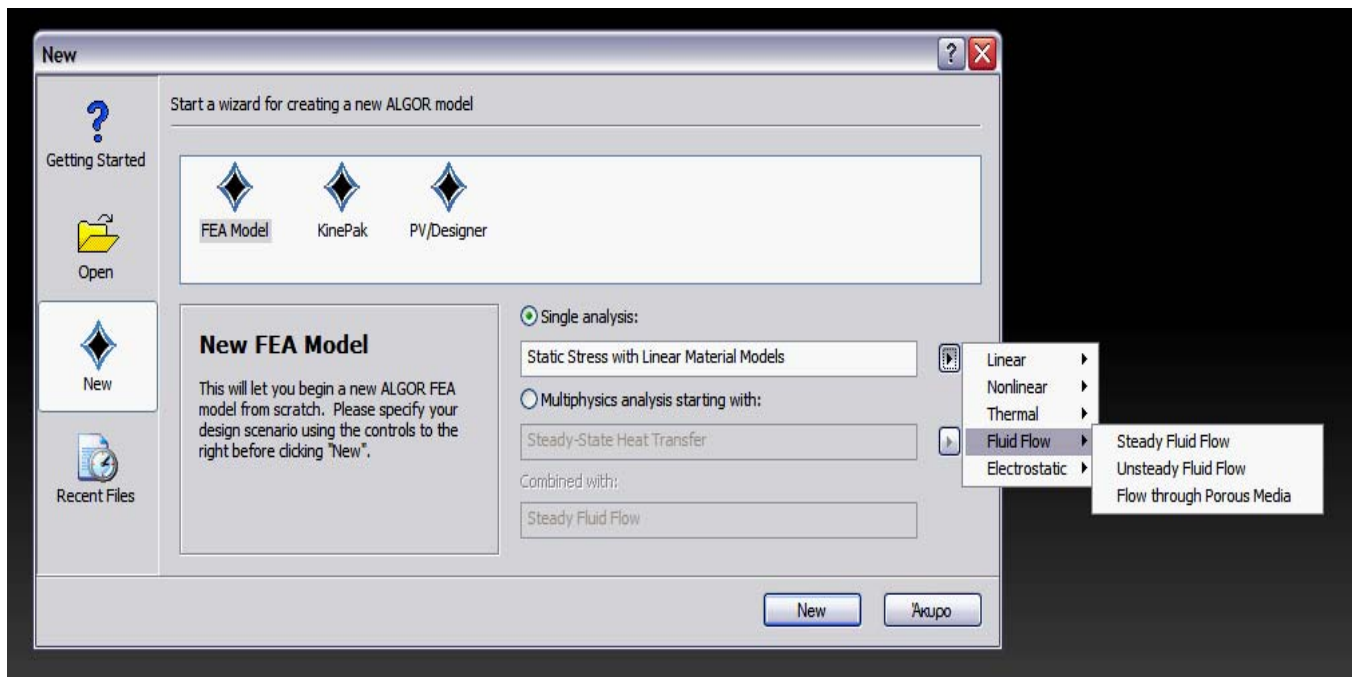 New
Start a wizard for creating a new ALGOR model
Getting Started
Open
New
Recent Files
FEA Model
KinePak
PV/Designer
New FEA Model
This will let you begin a new ALGOR FEA
model from scratch. Please specify your
design scenario using the controls to the
right before clicking "New".
Single analysis:
Static Stress with Linear Material Models
Multiphysics analysis starting with:
Steady-State Heat Transfer
Combined with:
Steady Fluid Flow
Linear
Nonlinear
Thermal
Fluid Flow
Electrostatic
Steady Fluid Flow
Unsteady Fluid Flow
Flow through Porous Media
New
Άκυρο